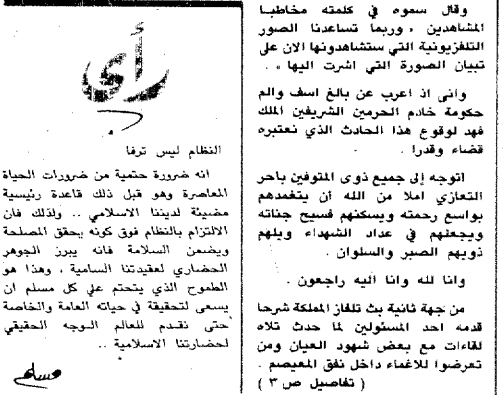 وقال سموه في كلمته مخاطبا
المشاهدين ، وربما تساعدنا الصور
التلفزيونية التي ستشاهدونها الان على
تبيان الصورة التي اشرت اليها » .
وانى اذ اعرب عن بالغ اسف والم
حكومة خادم الحرمين الشريفين الملك
فهد لوقوع هذا الحادث الذي نعتبره
قضاء وقدرا .
اتوجه إلى جميع ذوى المتوفين باحر
التعازي املا من الله أن يتغمدهم
بواسع رحمته ويسكنهم فسيح جناته
ويجعلهم في عداد الشهداء ويلهم
ذويهم الصبر والسلوان .
وانا لله وانا اليه راجعون .
من جهة ثانية بث تلفاز المملكة شرحا
قدمه احد المسئولين لما حدث تلاه
لقاءات مع بعض شهود العيان ومن
تعرضوا للاغماء داخل نفق المعيصم .
( تفاصيل ص ٣ )
رأي
النظام ليس ترفا
انه ضرورة حتمية من ضرورات الحياة
المعاصرة وهو قبل ذلك قاعدة رئيسية
مضيئة لديننا الاسلامي .. ولذلك فان
الالتزام بالنظام فوق كونه يحقق المصلحة
ويضمن السلامة فانه يبرز الجوهر
الحضاري لعقيدتنا السامية ، وهذا هو
الطموح الذي يتحتم علي كل مسلم ان
يسعى لتحقيقة في حياته العامة والخاصة
حتى نقدم للعالم الوجه الحقيقي
لحضارتنا الاسلامية ..
مسلم